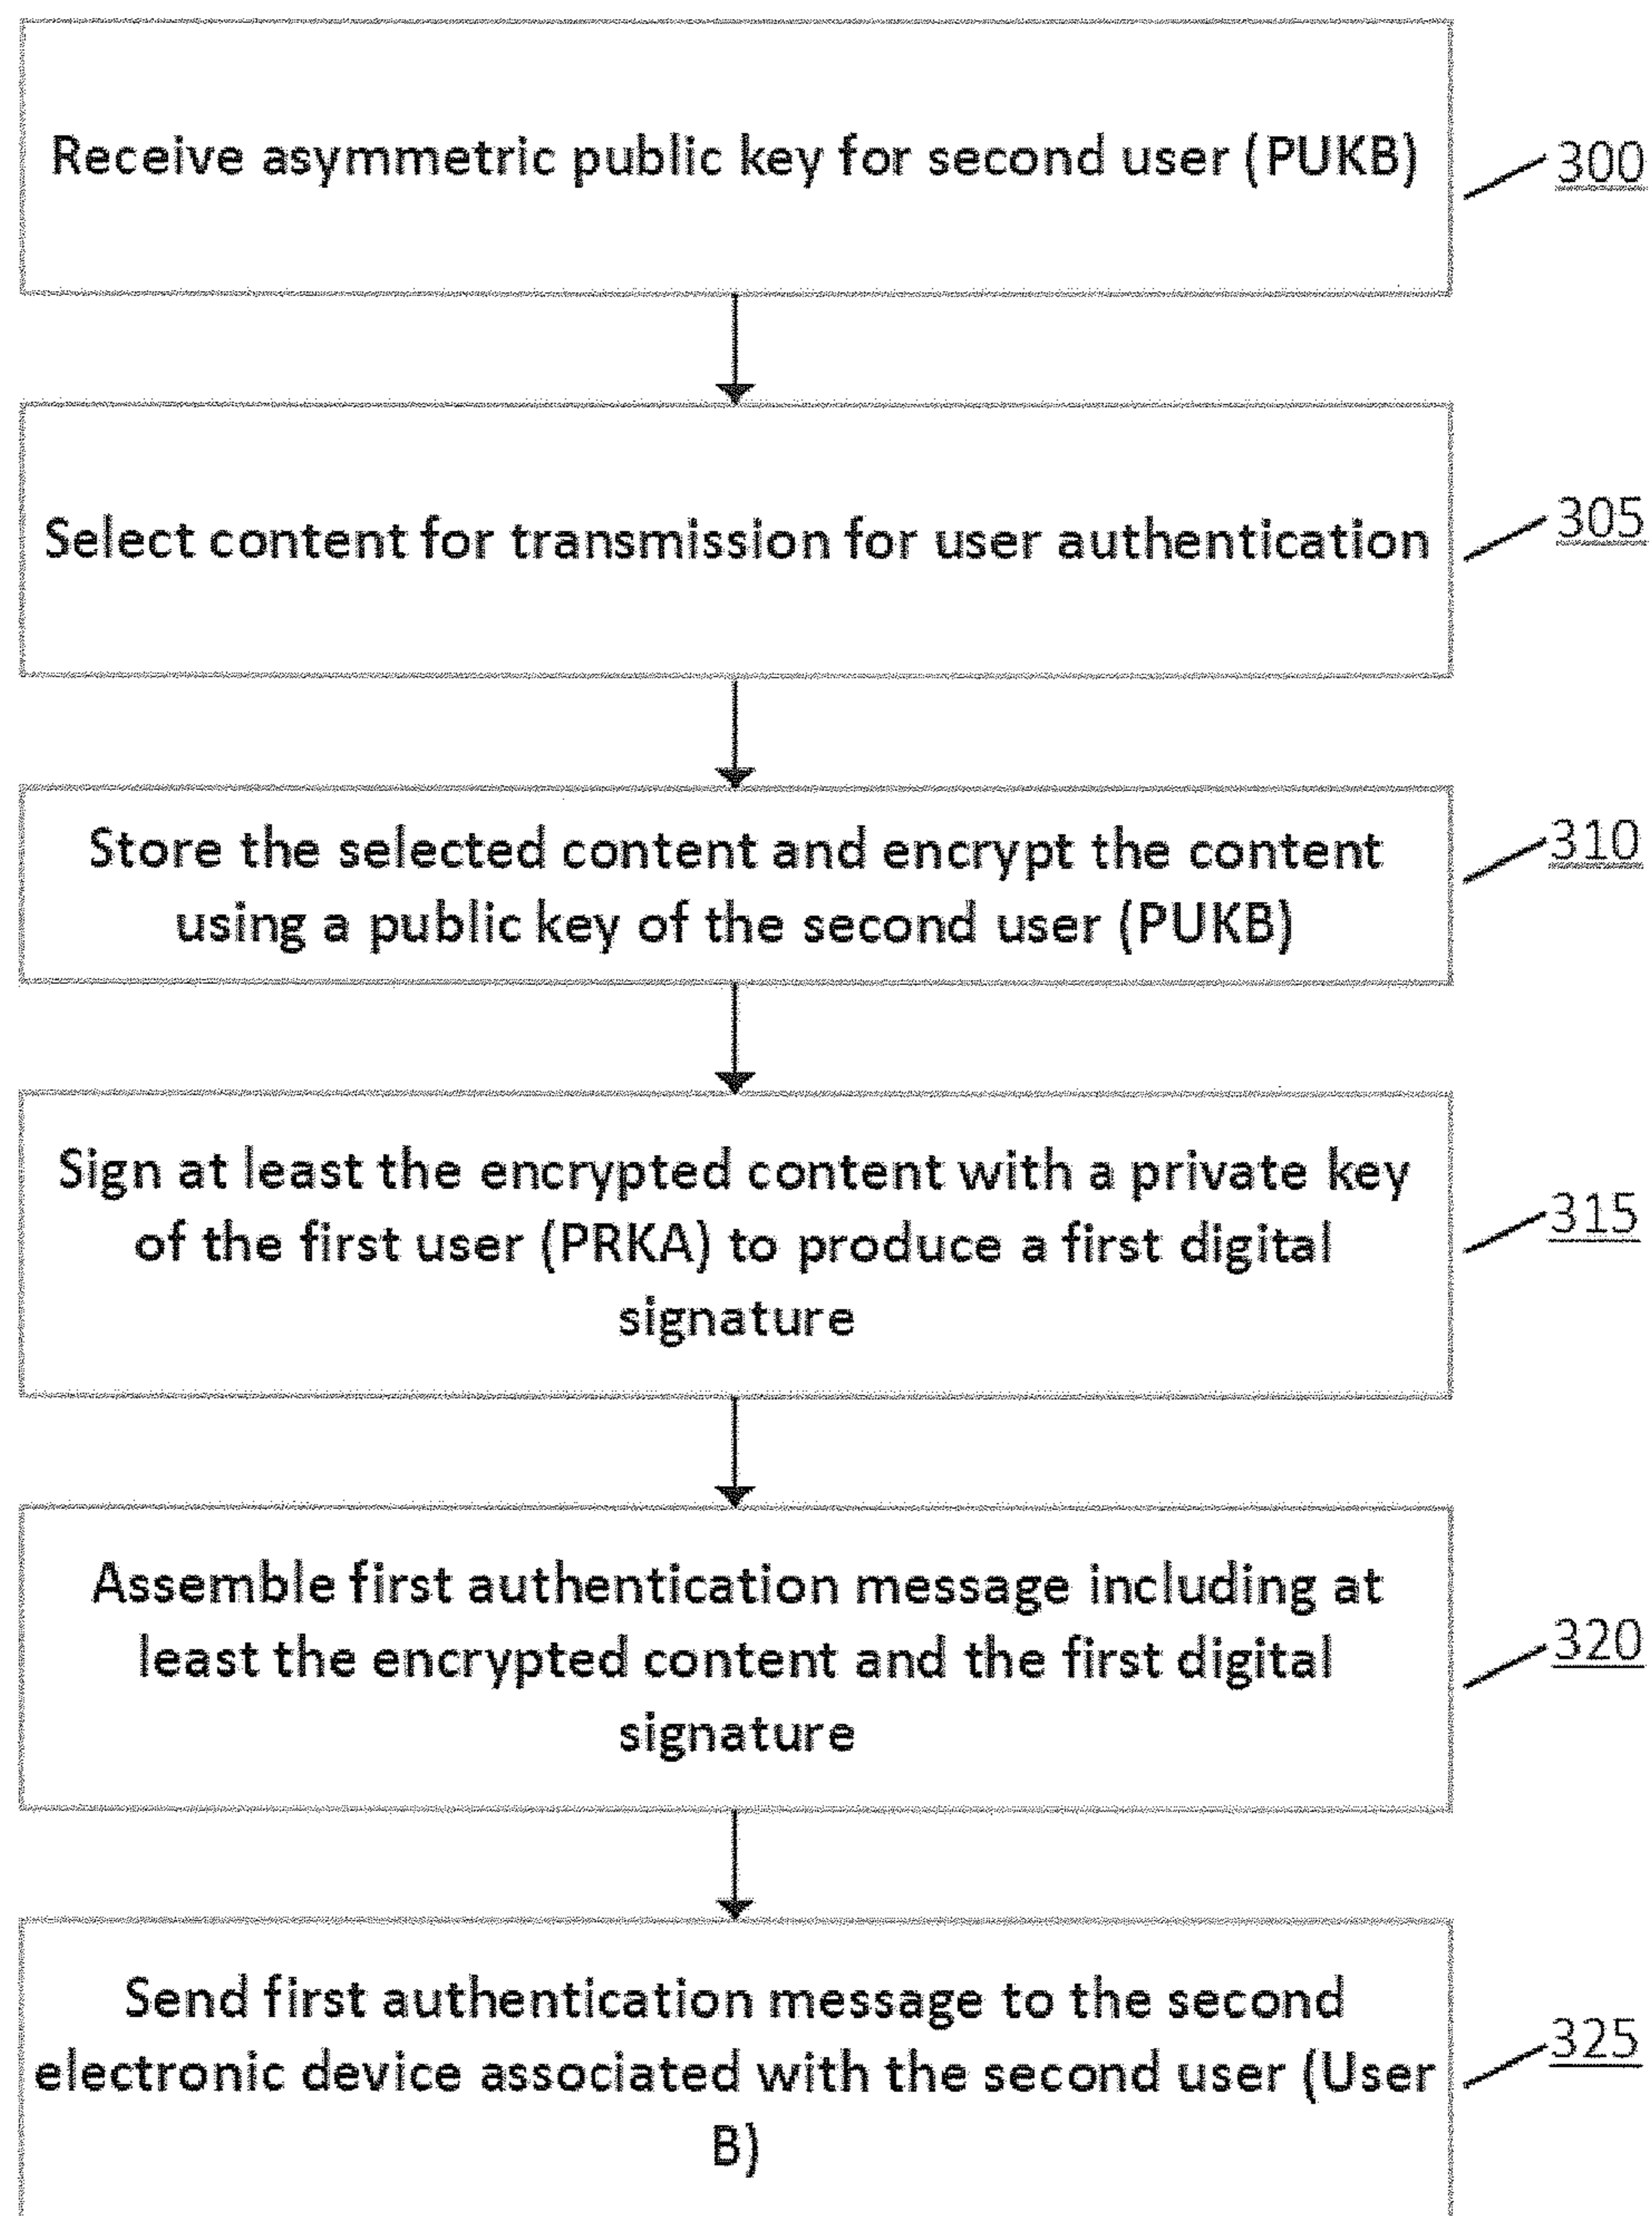 Receive asymmetric public key for second user (PUKB)
300
Select content for transmission for user authentication
305
Store the selected content and encrypt the content
using a public key of the second user (PUKB)
310
Sign at least the encrypted content with a private key
of the first user (PRKA) to produce a first digital
signature
315
Assemble first authentication message including at
least the encrypted content and the first digital
signature
320
Send first authentication message to the second
electronic device associated with the second user (User
B)
325